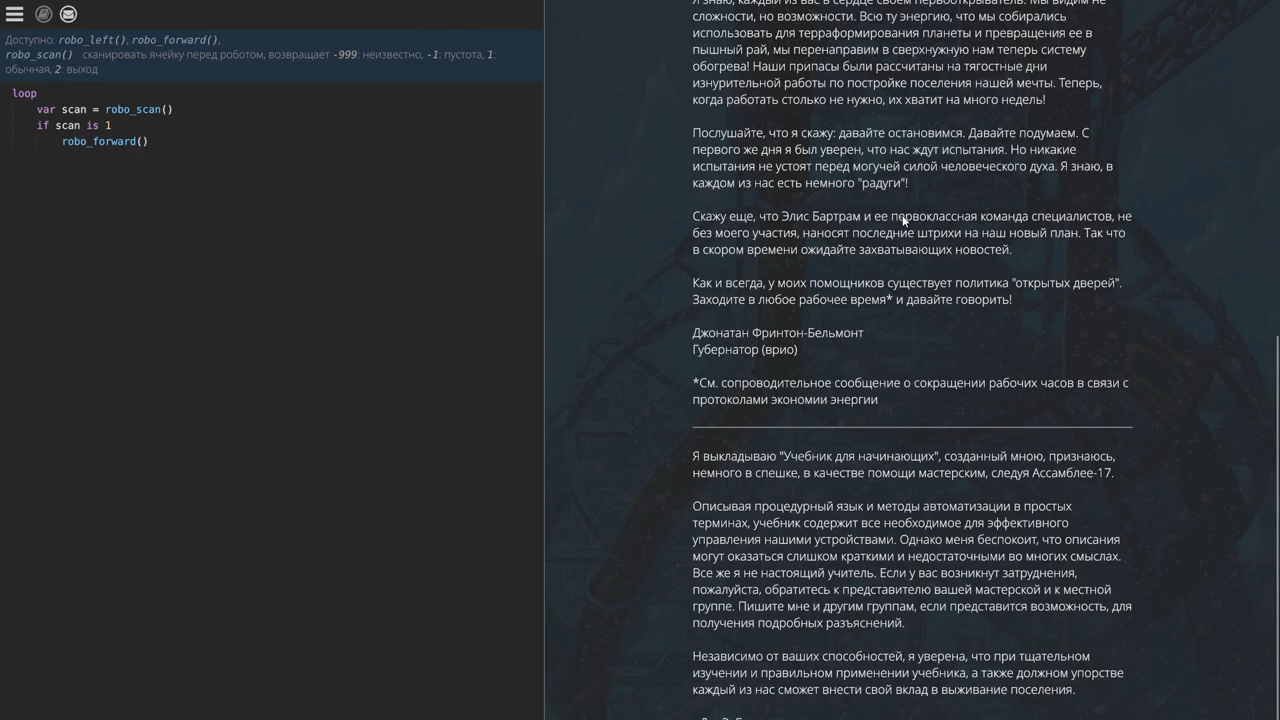 Доступно: robo_left(), robo_forward(),
robo_scan() сканировать ячейку перед роботом, возвращает -999: неизвестно, -1: пустота, 1:
обычная, 2: выход
loop
var scan = robo_scan()
if scan is 1
robo_forward()
Я знаю, каждый из вас в сердце своем первооткрыватель. Мы видим не
сложности, но возможности. Всю ту энергию, что мы собирались
использовать для терраформирования планеты и превращения ее в
пышный рай, мы перенаправим в сверхнужную нам теперь систему
обогрева! Наши припасы были рассчитаны на тягостные дни
изнурительной работы по постройке поселения нашей мечты. Теперь,
когда работать столько не нужно, их хватит на много недель!
Послушайте, что я скажу: давайте остановимся. Давайте подумаем. С
первого же дня я был уверен, что нас ждут испытания. Но никакие
испытания не устоят перед могучей силой человеческого духа. Я знаю, в
каждом из нас есть немного "радуги"!
Скажу еще, что Элис Бартрам и ее первоклассная команда специалистов, не
без моего участия, наносят последние штрихи на наш новый план. Так что
в скором времени ожидайте захватывающих новостей.
Как и всегда, у моих помощников существует политика "открытых дверей".
Заходите в любое рабочее время* и давайте говорить!
Джонатан Фринтон-Бельмонт
Губернатор (врио)
*См. сопроводительное сообщение о сокращении рабочих часов в связи с
протоколами экономии энергии
Я выкладываю "Учебник для начинающих", созданный мною, признаюсь,
немного в спешке, в качестве помощи мастерским, следуя Ассамблее-17.
Описывая процедурный язык и методы автоматизации в простых
терминах, учебник содержит все необходимое для эффективного
управления нашими устройствами. Однако меня беспокоит, что описания
могут оказаться слишком краткими и недостаточными во многих смыслах.
Все же я не настоящий учитель. Если у вас возникнут затруднения,
пожалуйста, обратитесь к представителю вашей мастерской и к местной
группе. Пишите мне и другим группам, если представится возможность, для
получения подробных разъяснений.
Независимо от ваших способностей, я уверена, что при тщательном
изучении и правильном применении учебника, а также должном упорстве
каждый из нас сможет внести свой вклад в выживание поселения.